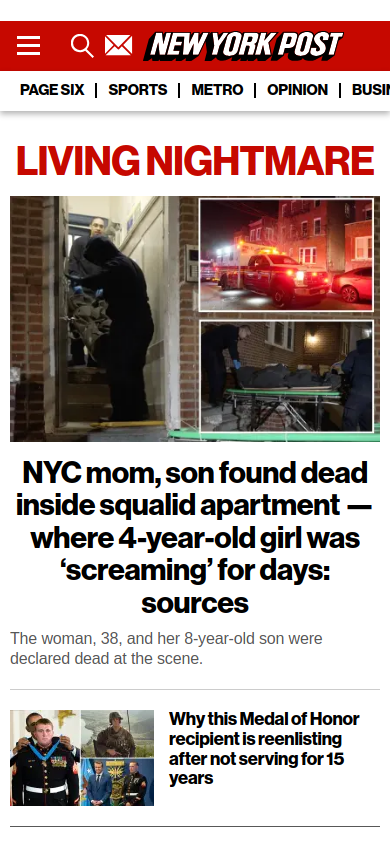 NEW YORK POST
PAGE SIX
SPORTS
METRO
OPINION
LIVING NIGHTMARE
NYC mom, son found dead
inside squalid apartment —
where 4-year-old girl was
‘screaming’ for days:
sources
The woman, 38, and her 8-year-old son were
declared dead at the scene.
Why this Medal of Honor
recipient is reenlisting
after not serving for 15
years